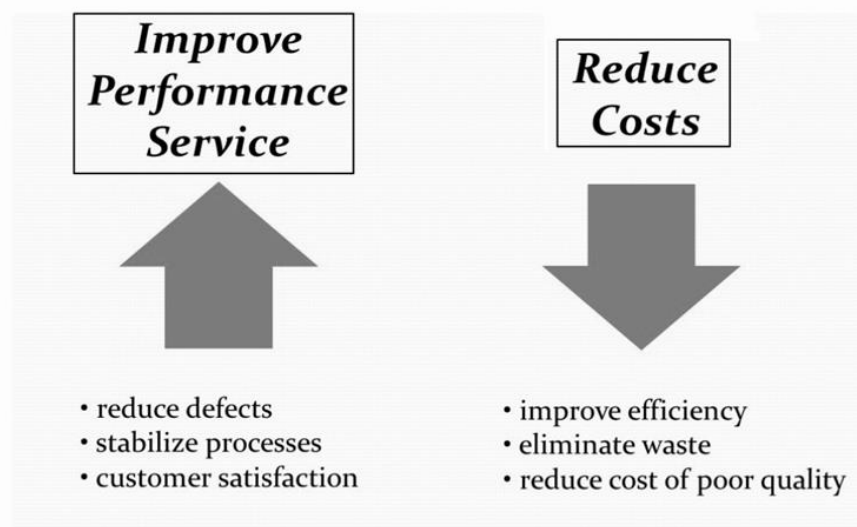 Improve
Performance
Service
Reduce
Costs
• reduce defects
• stabilize processes
• customer satisfaction
• improve efficiency
• eliminate waste
• reduce cost of poor quality